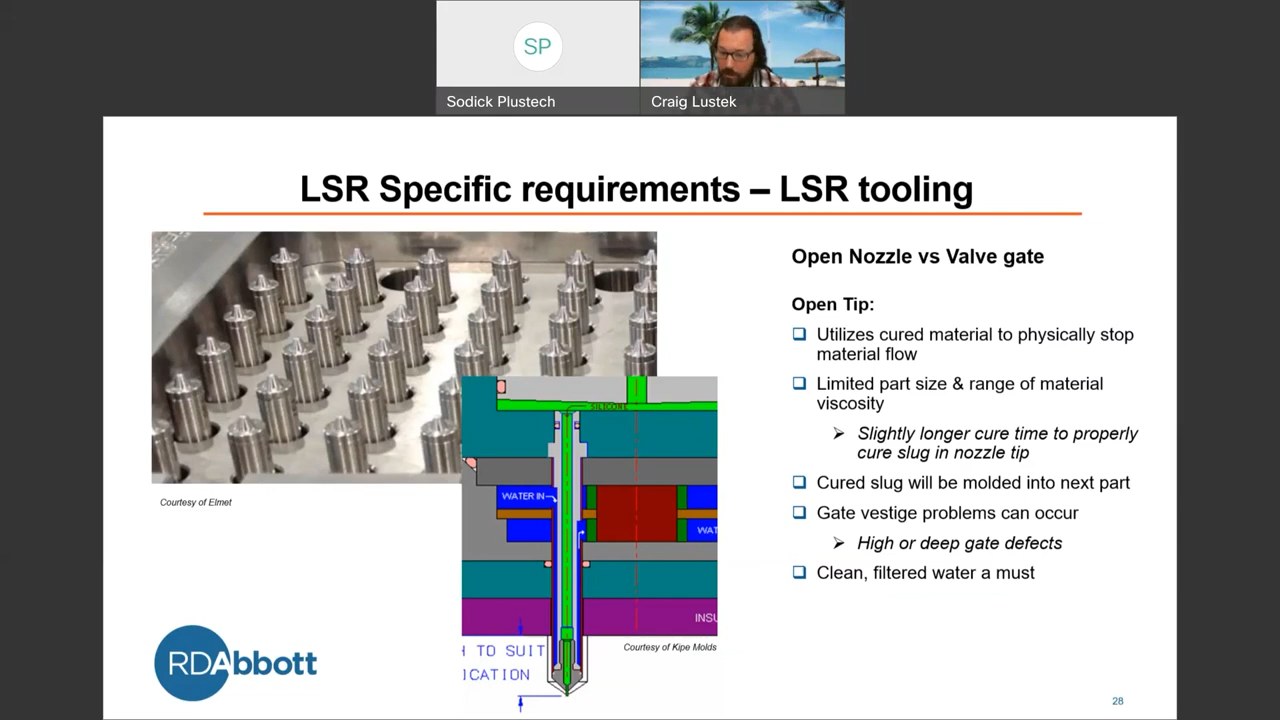 SP
Sodick Plustech
Craig Lustek
LSR Specific requirements – LSR tooling
Open Nozzle vs Valve gate
Open Tip:
Utilizes cured material to physically stop
material flow
Limited part size & range of material
viscosity
Slightly longer cure time to properly
cure slug in nozzle tip
Cured slug will be molded into next part
Gate vestige problems can occur
High or deep gate defects
Clean, filtered water a must
Courtesy of Elmet
SILICONE
WATER IN
WAT
INSU
Courtesy of Kipe Molds
H TO SUIT
ICATION
RDAbbott
28